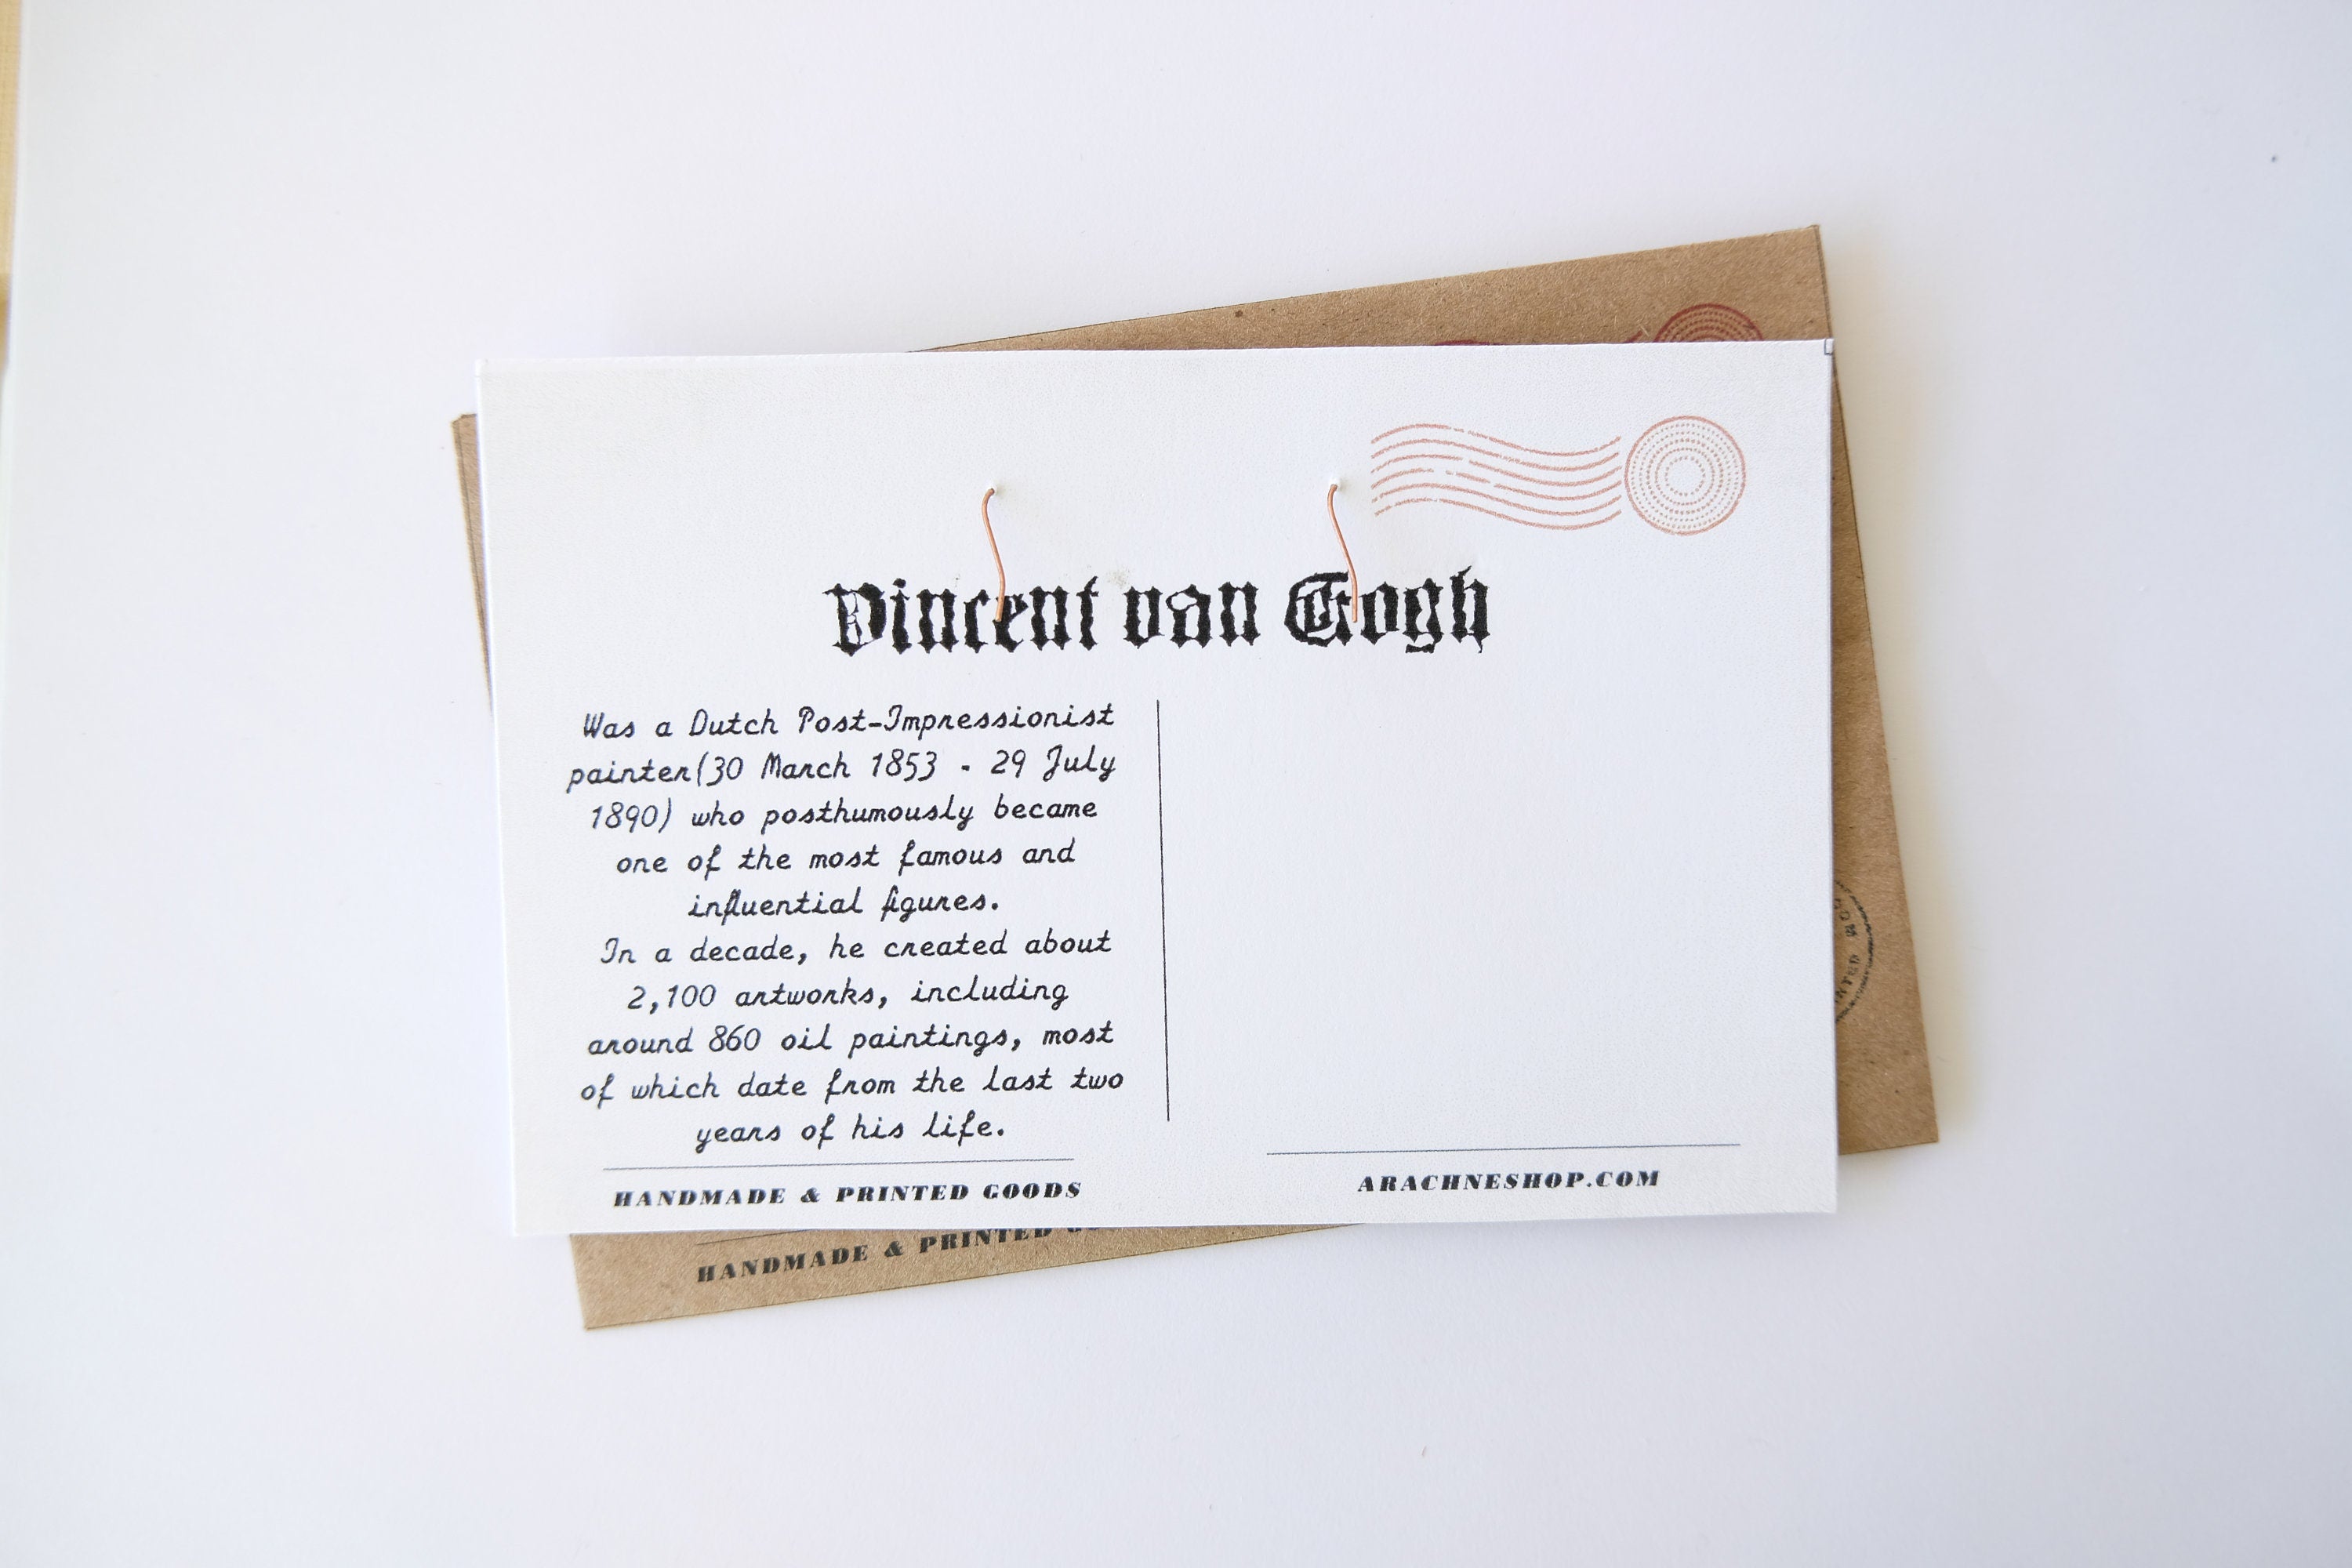 Vincent van Gogh
Was a Dutch Post-Impressionist
painter(30 March 1853 - 29 July
1890) who posthumously became
one of the most famous and
influential figures.
In a decade, he created about
2,100 artworks, including
around 860 oil paintings, most
of which date from the last two
years of his life.
HANDMADE & PRINTED GOODS
ARACHNESHOP.COM
HANDMADE & PRINTED